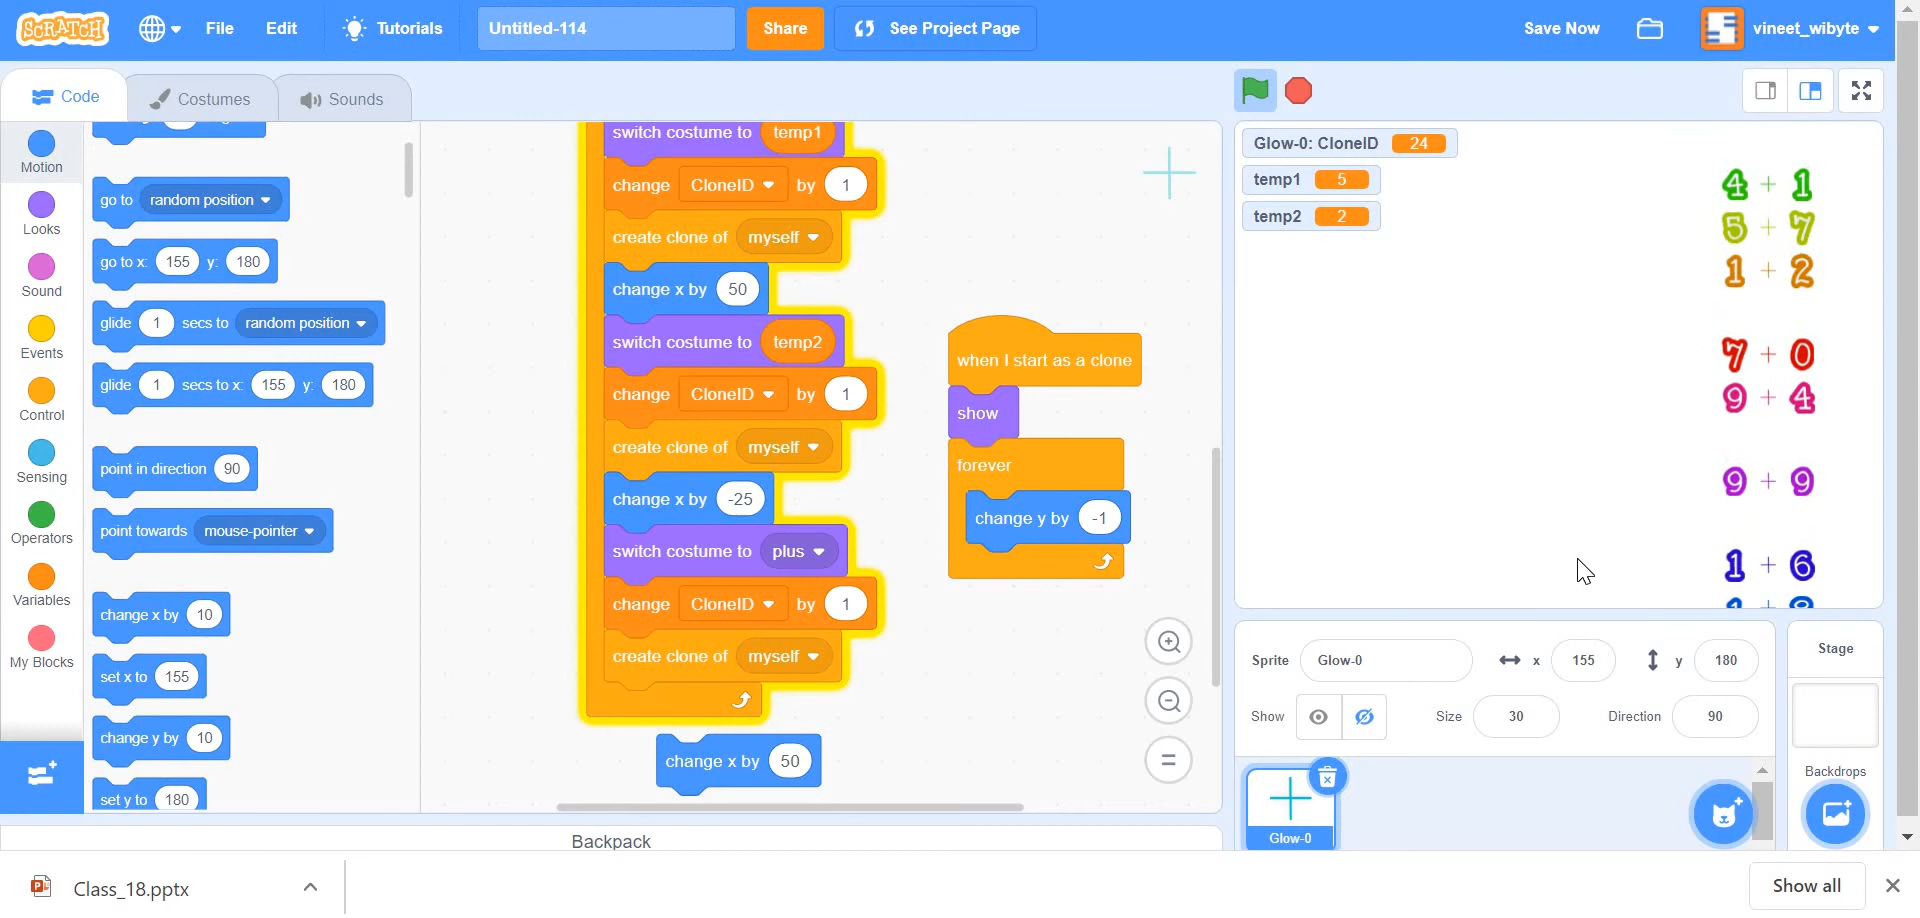 SCRATCH File Edit Tutorials Untitled-114 Share See Project Page Save Now vineet_wibyte
Code Costumes Sounds
Motion
Looks
Sound
Events
Control
Sensing
Operators
Variables
My Blocks
go to random position
go to x: 155 y: 180
glide 1 secs to random position
glide 1 secs to x: 155 y: 180
point in direction 90
point towards mouse-pointer
change x by 10
set x to 155
change y by 10
set y to 180
switch costume to temp1
change CloneID by 1
create clone of myself
change x by 50
switch costume to temp2
change CloneID by 1
create clone of myself
change x by -25
switch costume to plus
change CloneID by 1
create clone of myself
change x by 50
when I start as a clone
show
forever
change y by -1
Glow-0: CloneID 24
temp1 5
temp2 2
4 + 1
5 + 7
1 + 2
7 + 0
9 + 4
9 + 9
1 + 6
Sprite Glow-0 x 155 y 180
Show Size 30 Direction 90
Glow-0
Stage
Backdrops
Backpack
Class_18.pptx
Show all